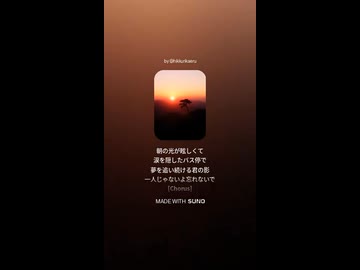 朝の光が眩しくて
涙を隠したバス停で
夢を追い続ける君の影
一人じゃないよ忘れないで
[Chorus]
MADE WITH SUNO